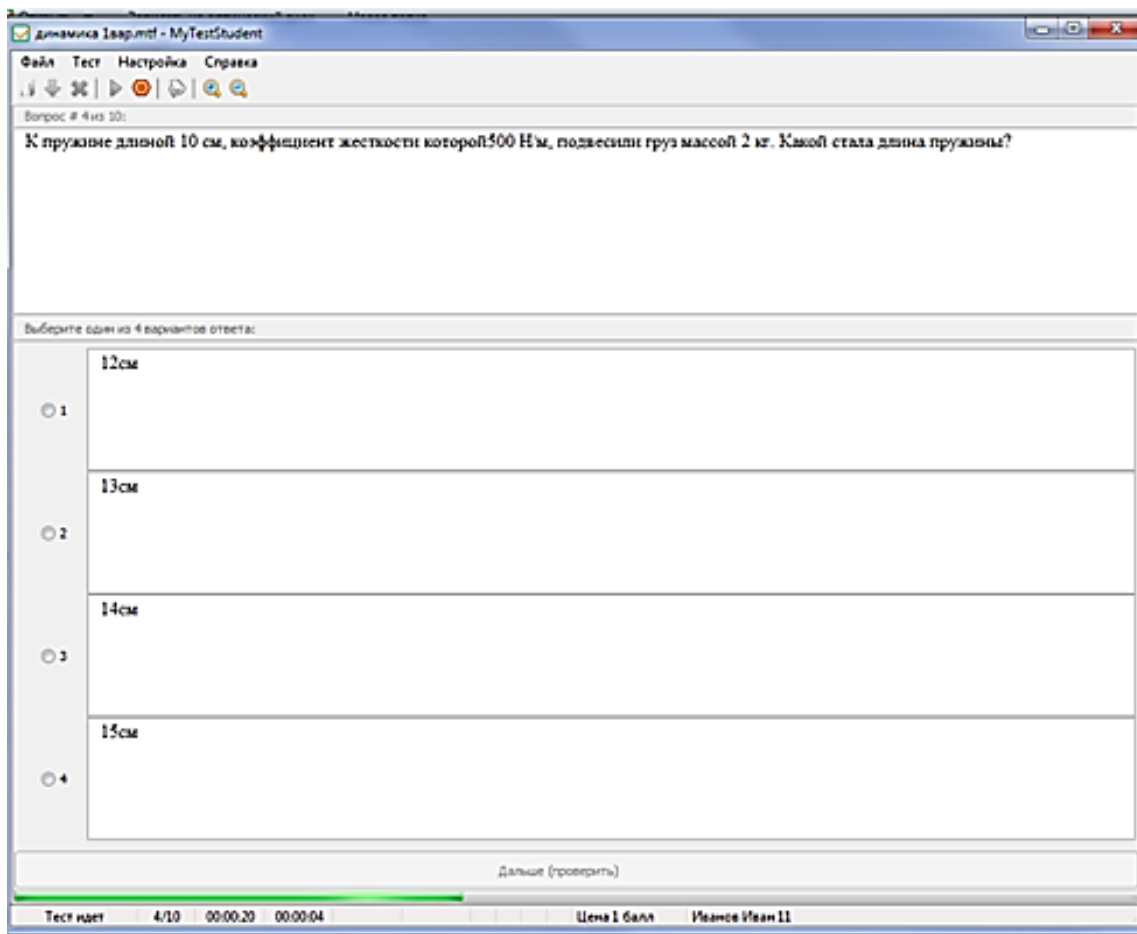 динамика 1вар.mtf - MyTestStudent
Файл Тест Настройка Справка
Вопрос # 4 из 10:
К пружине длиной 10 см, коэффициент жесткости которой500 Н/м, подвесили груз массой 2 кг. Какой стала длина пружины?
Выберите один из 4 вариантов ответа:
12см
1
13см
2
14см
3
15см
4
Дальше (проверить)
Тест идет 4/10 00:00:20 00:00:04 Цена 1 балл Иванов Иван 11